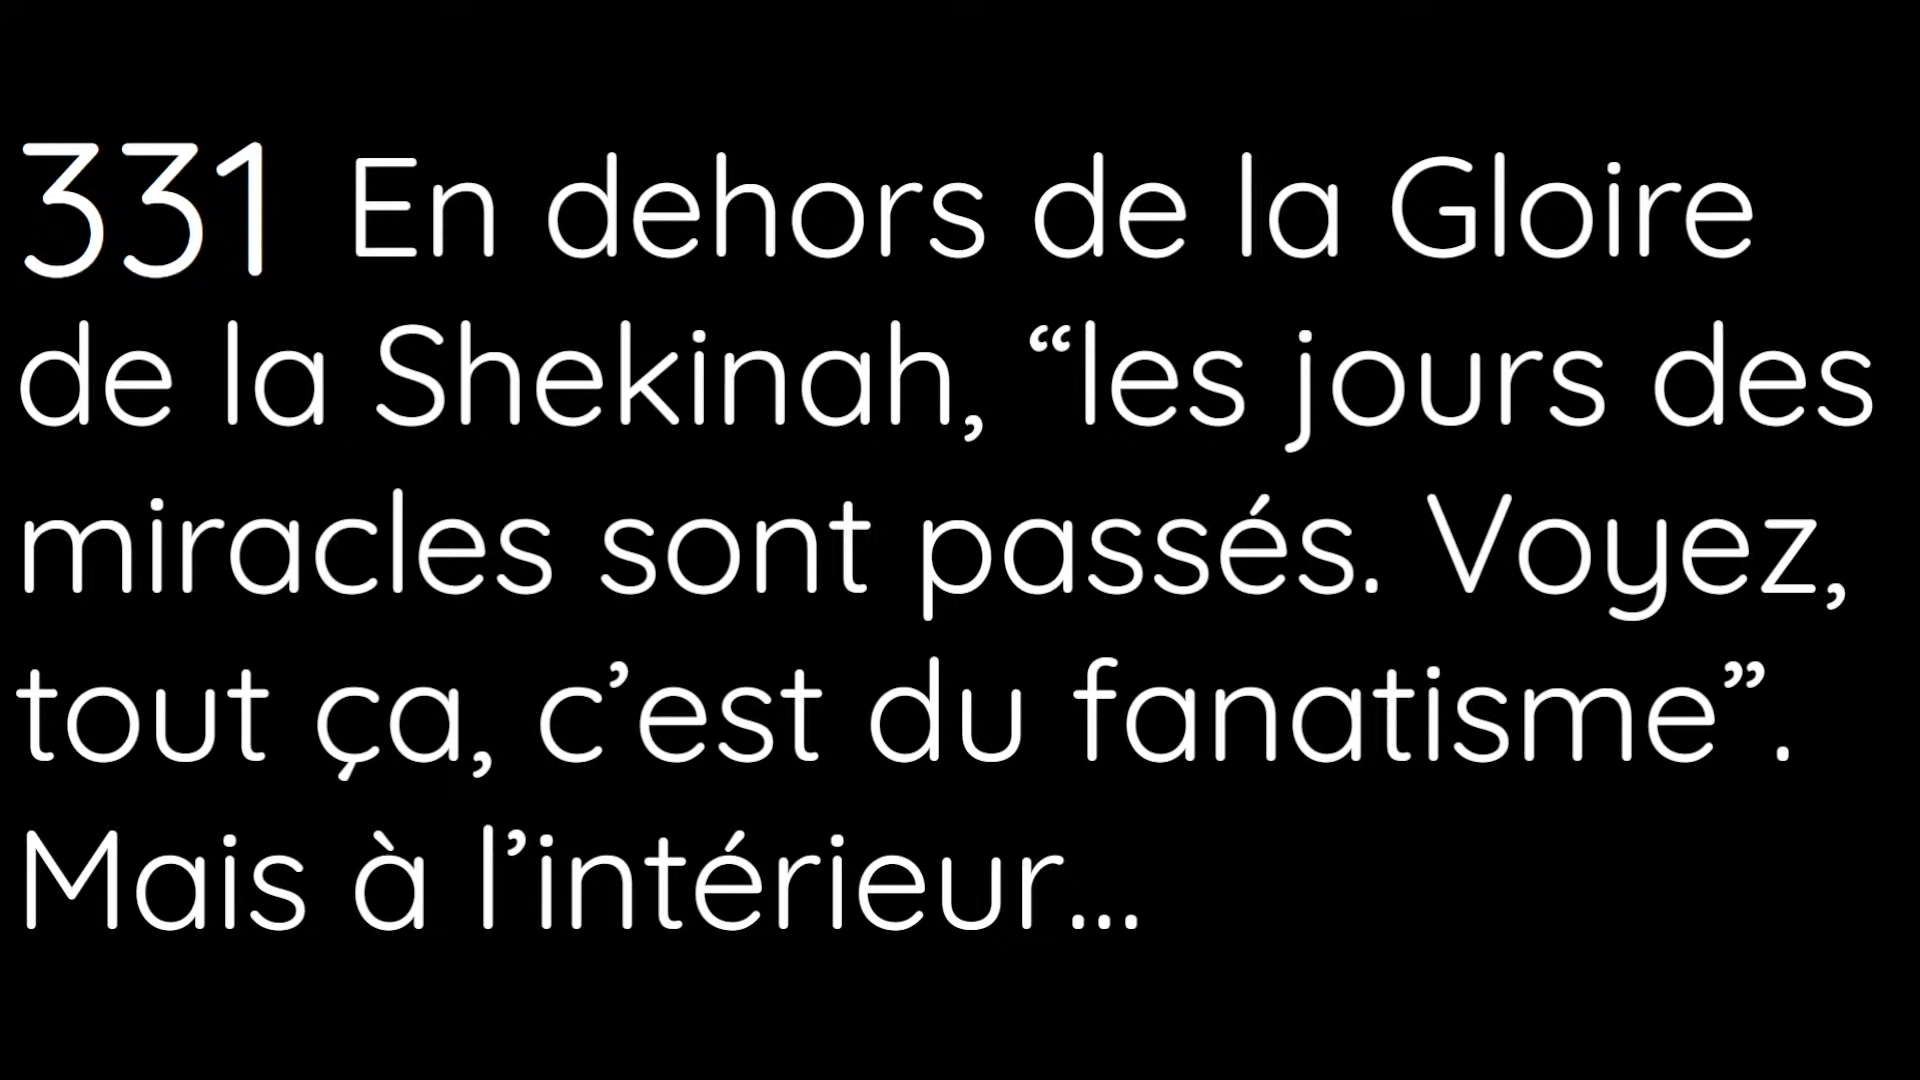 331 En dehors de la Gloire
de la Shekinah, “les jours des
miracles sont passés. Voyez,
tout ça, c’est du fanatisme”.
Mais à l’intérieur...